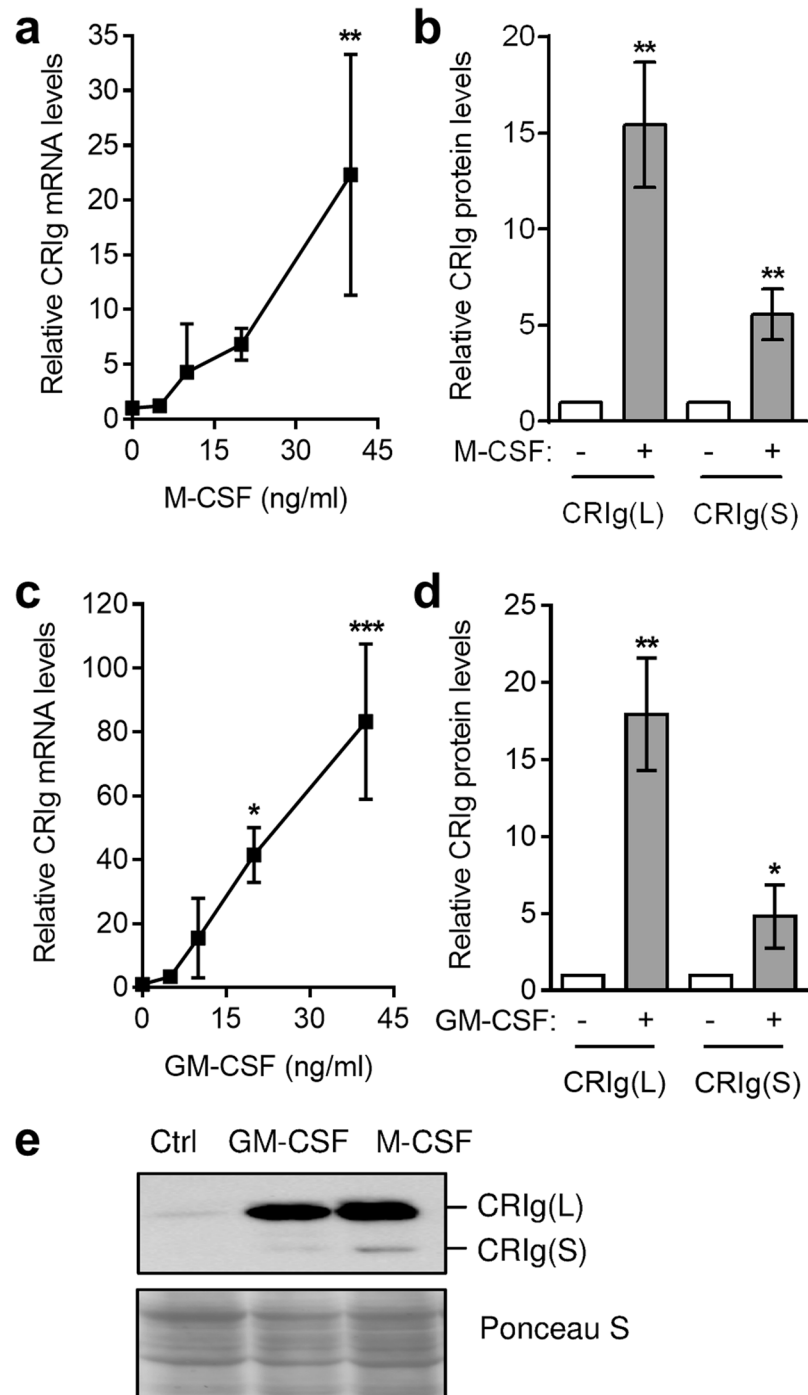 a
Relative CRIg mRNA levels
35
30
25
20
15
10
5
0
**
0 15 30 45
M-CSF (ng/ml)
b
Relative CRIg protein levels
20
15
10
5
0
**
**
M-CSF: - + - +
CRIg(L) CRIg(S)
c
Relative CRIg mRNA levels
120
100
80
60
40
20
0
*
***
0 15 30 45
GM-CSF (ng/ml)
d
Relative CRIg protein levels
25
20
15
10
5
0
**
*
GM-CSF: - + - +
CRIg(L) CRIg(S)
e
Ctrl GM-CSF M-CSF
CRIg(L)
CRIg(S)
Ponceau S